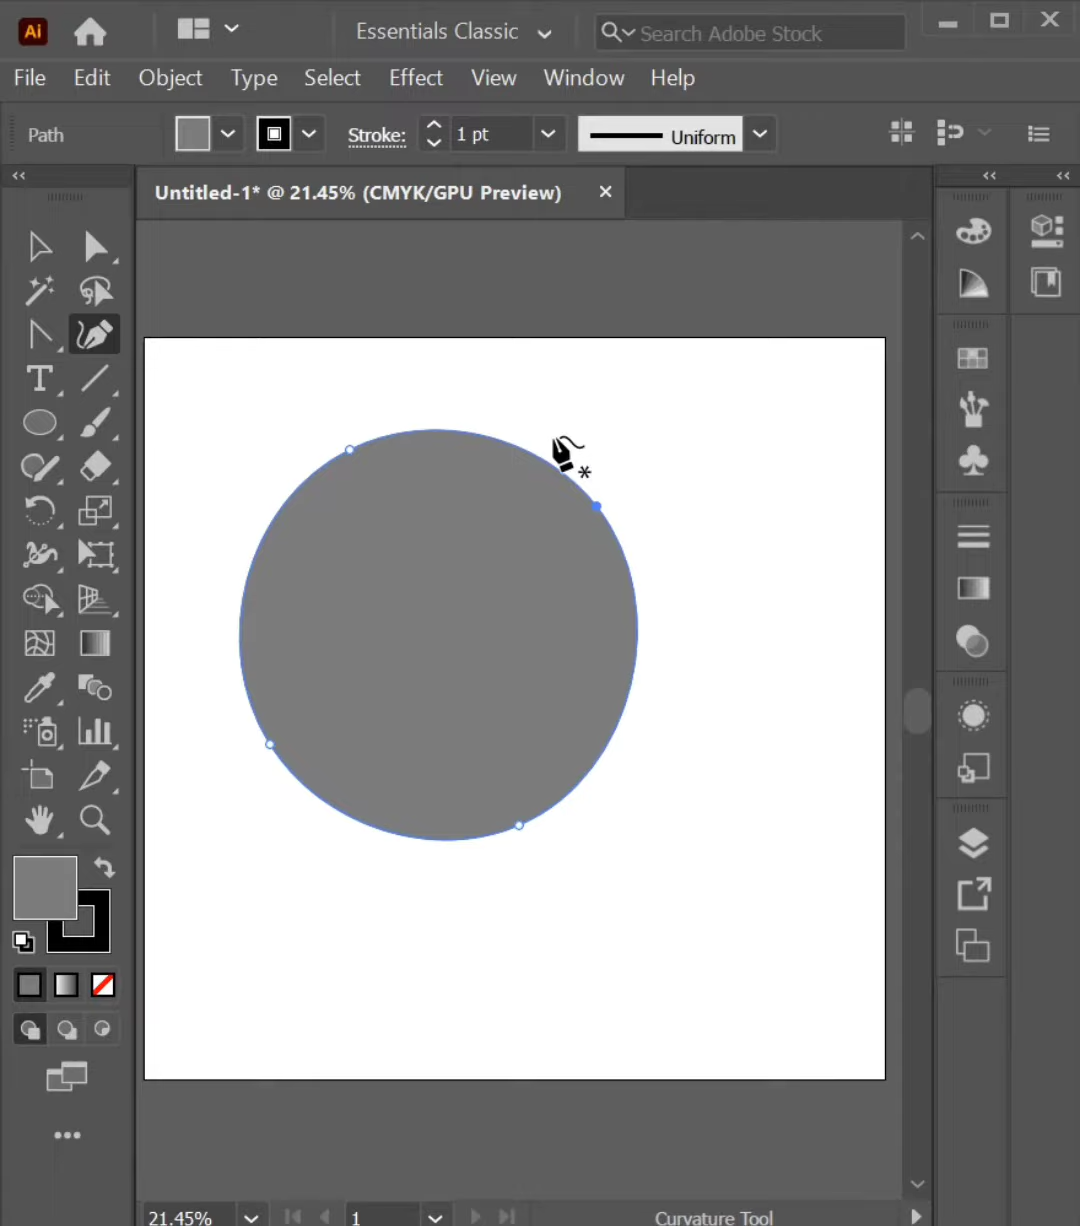 Ai
Essentials Classic
Search Adobe Stock
File Edit Object Type Select Effect View Window Help
Path Stroke: 1 pt Uniform
Untitled-1* @ 21.45% (CMYK/GPU Preview)
T
21.45% 1 Curvature Tool